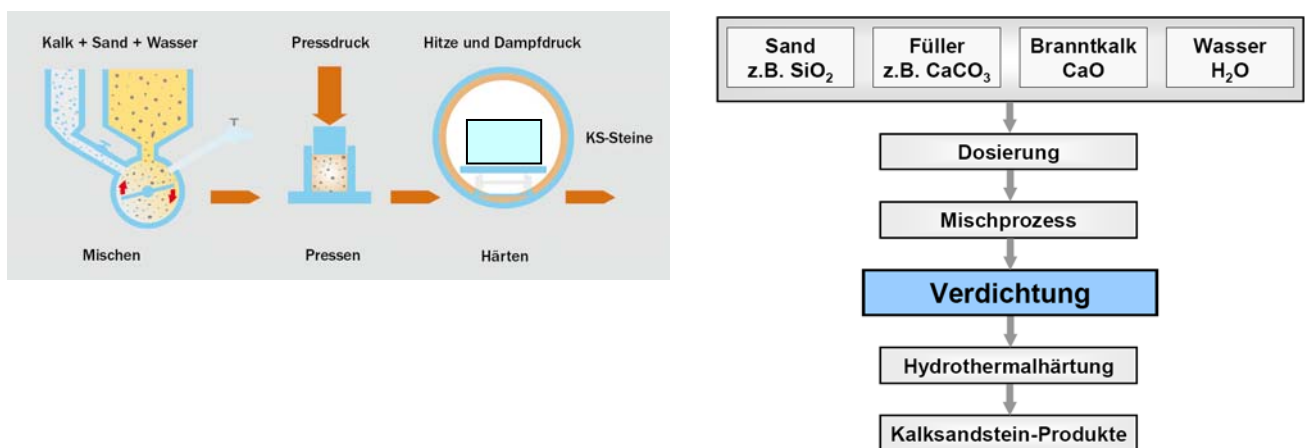 Kalk + Sand + Wasser
Pressdruck
Hitze und Dampfdruck
KS-Steine
Mischen
Pressen
Härten
Sand
z.B. SiO₂
Füller
z.B. CaCO₃
Branntkalk
CaO
Wasser
H₂O
Dosierung
Mischprozess
Verdichtung
Hydrothermalhärtung
Kalksandstein-Produkte